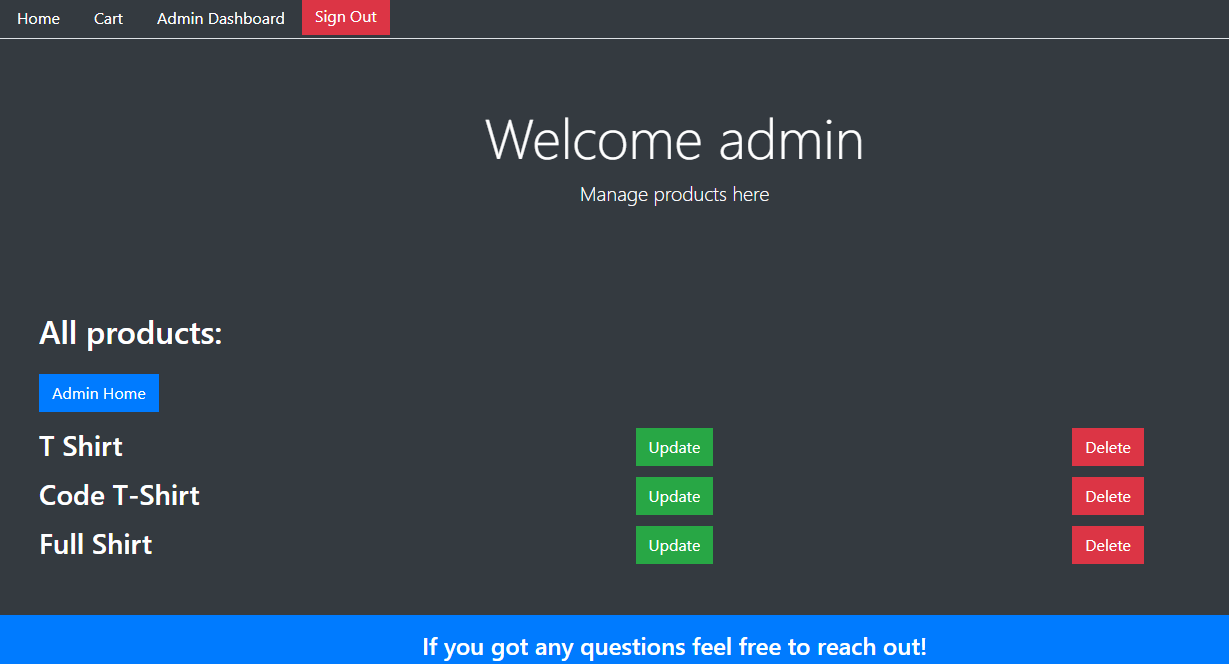 Home Cart Admin Dashboard Sign Out
Welcome admin
Manage products here
All products:
Admin Home
T Shirt Update Delete
Code T-Shirt Update Delete
Full Shirt Update Delete
If you got any questions feel free to reach out!